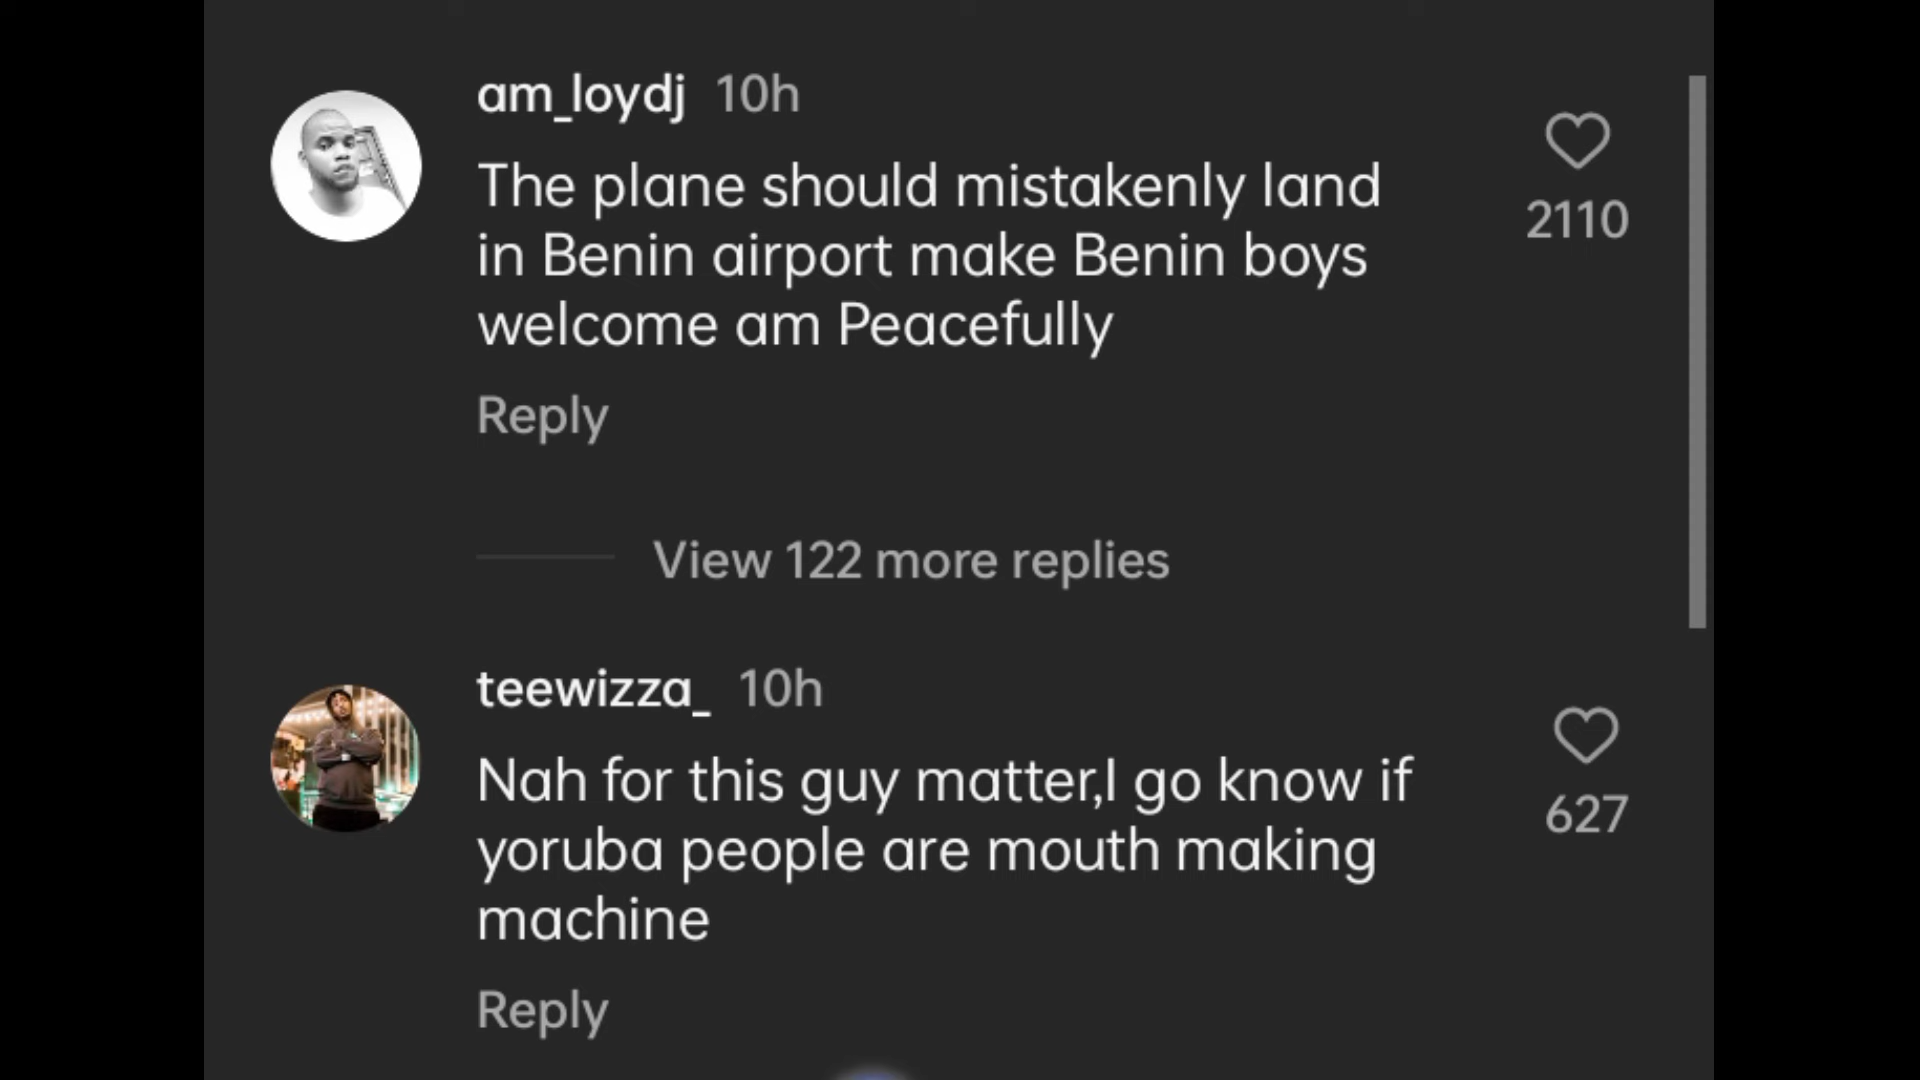 am_loydj 10h
The plane should mistakenly land
in Benin airport make Benin boys
welcome am Peacefully
2110
Reply
View 122 more replies
teewizza_ 10h
Nah for this guy matter,I go know if
yoruba people are mouth making
machine
627
Reply